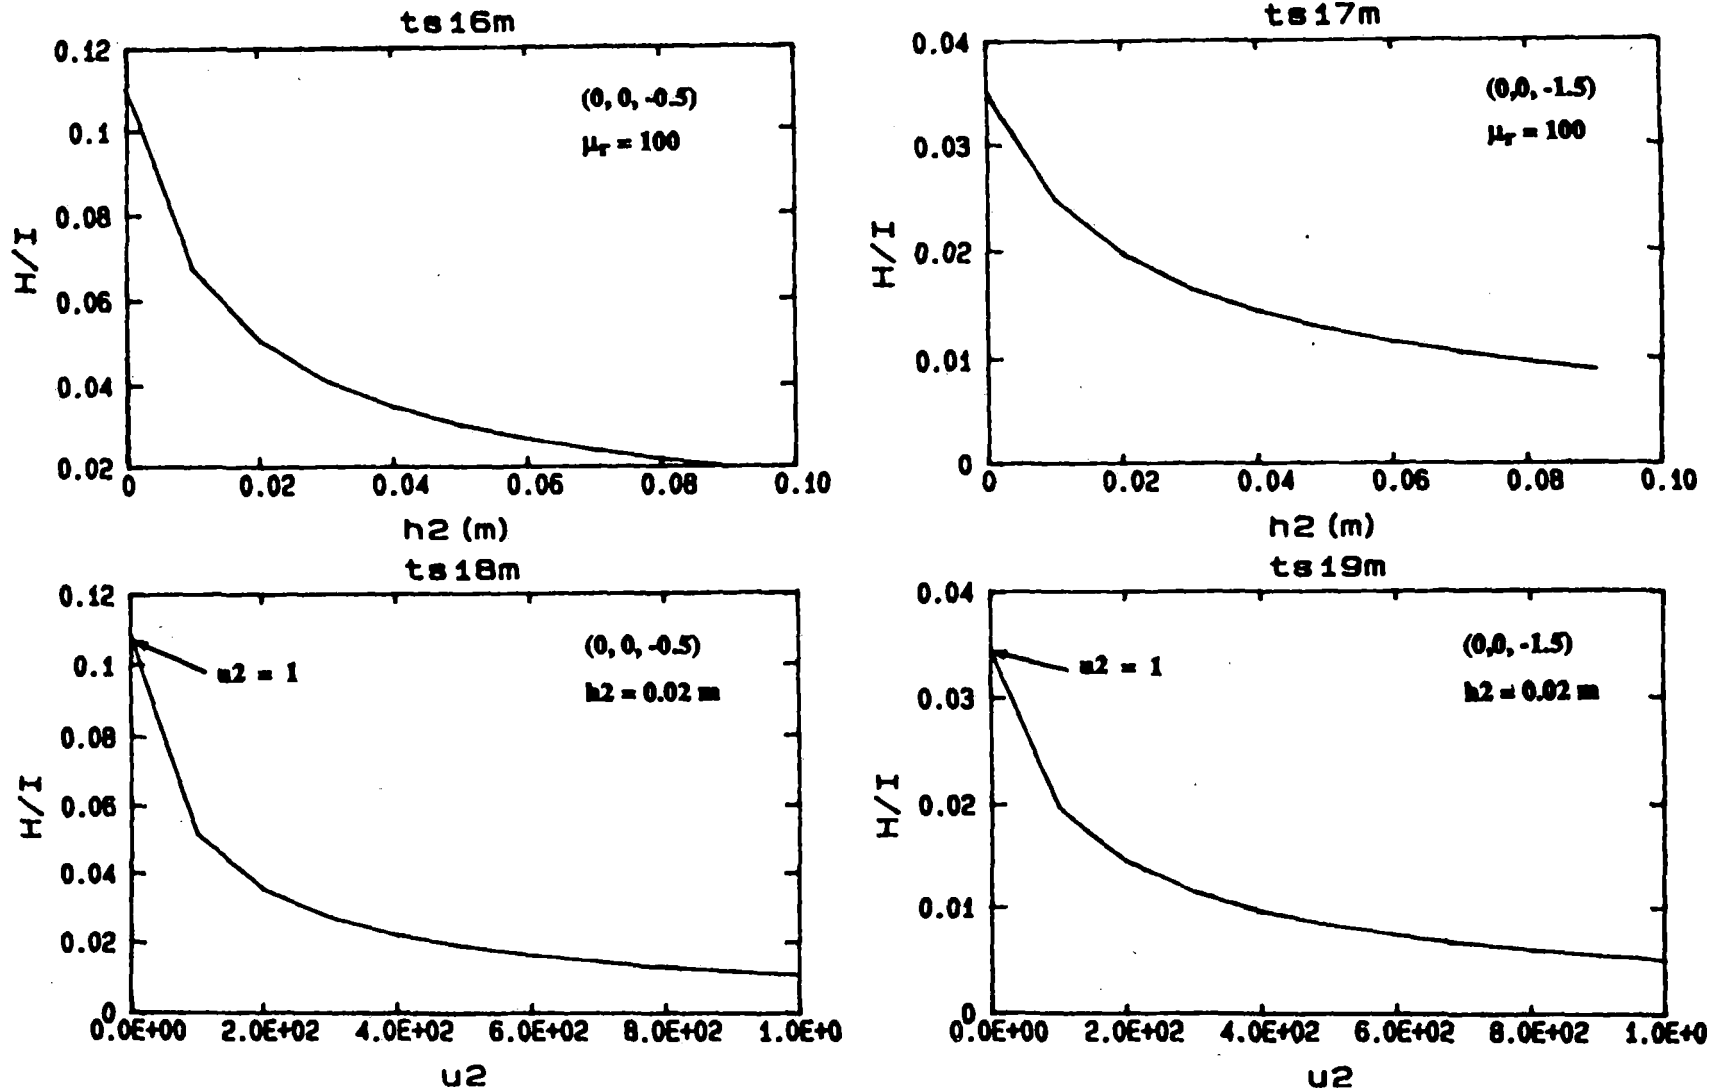 ts16m
0.12
0.1
0.08
0.06
0.04
0.02
H/I
(0, 0, -0.5)
μr = 100
0 0.02 0.04 0.06 0.08 0.10
h2 (m)
ts17m
0.04
0.03
0.02
0.01
0
H/I
(0,0, -1.5)
μr = 100
0 0.02 0.04 0.06 0.08 0.10
h2 (m)
ts18m
0.12
0.1
0.08
0.06
0.04
0.02
0
H/I
u2 = 1
(0, 0, -0.5)
h2 = 0.02 m
0.0E+00 2.0E+02 4.0E+02 6.0E+02 8.0E+02 1.0E+0
u2
ts19m
0.04
0.03
0.02
0.01
0
H/I
u2 = 1
(0,0, -1.5)
h2 = 0.02 m
0.0E+00 2.0E+02 4.0E+02 6.0E+02 8.0E+02 1.0E+0
u2